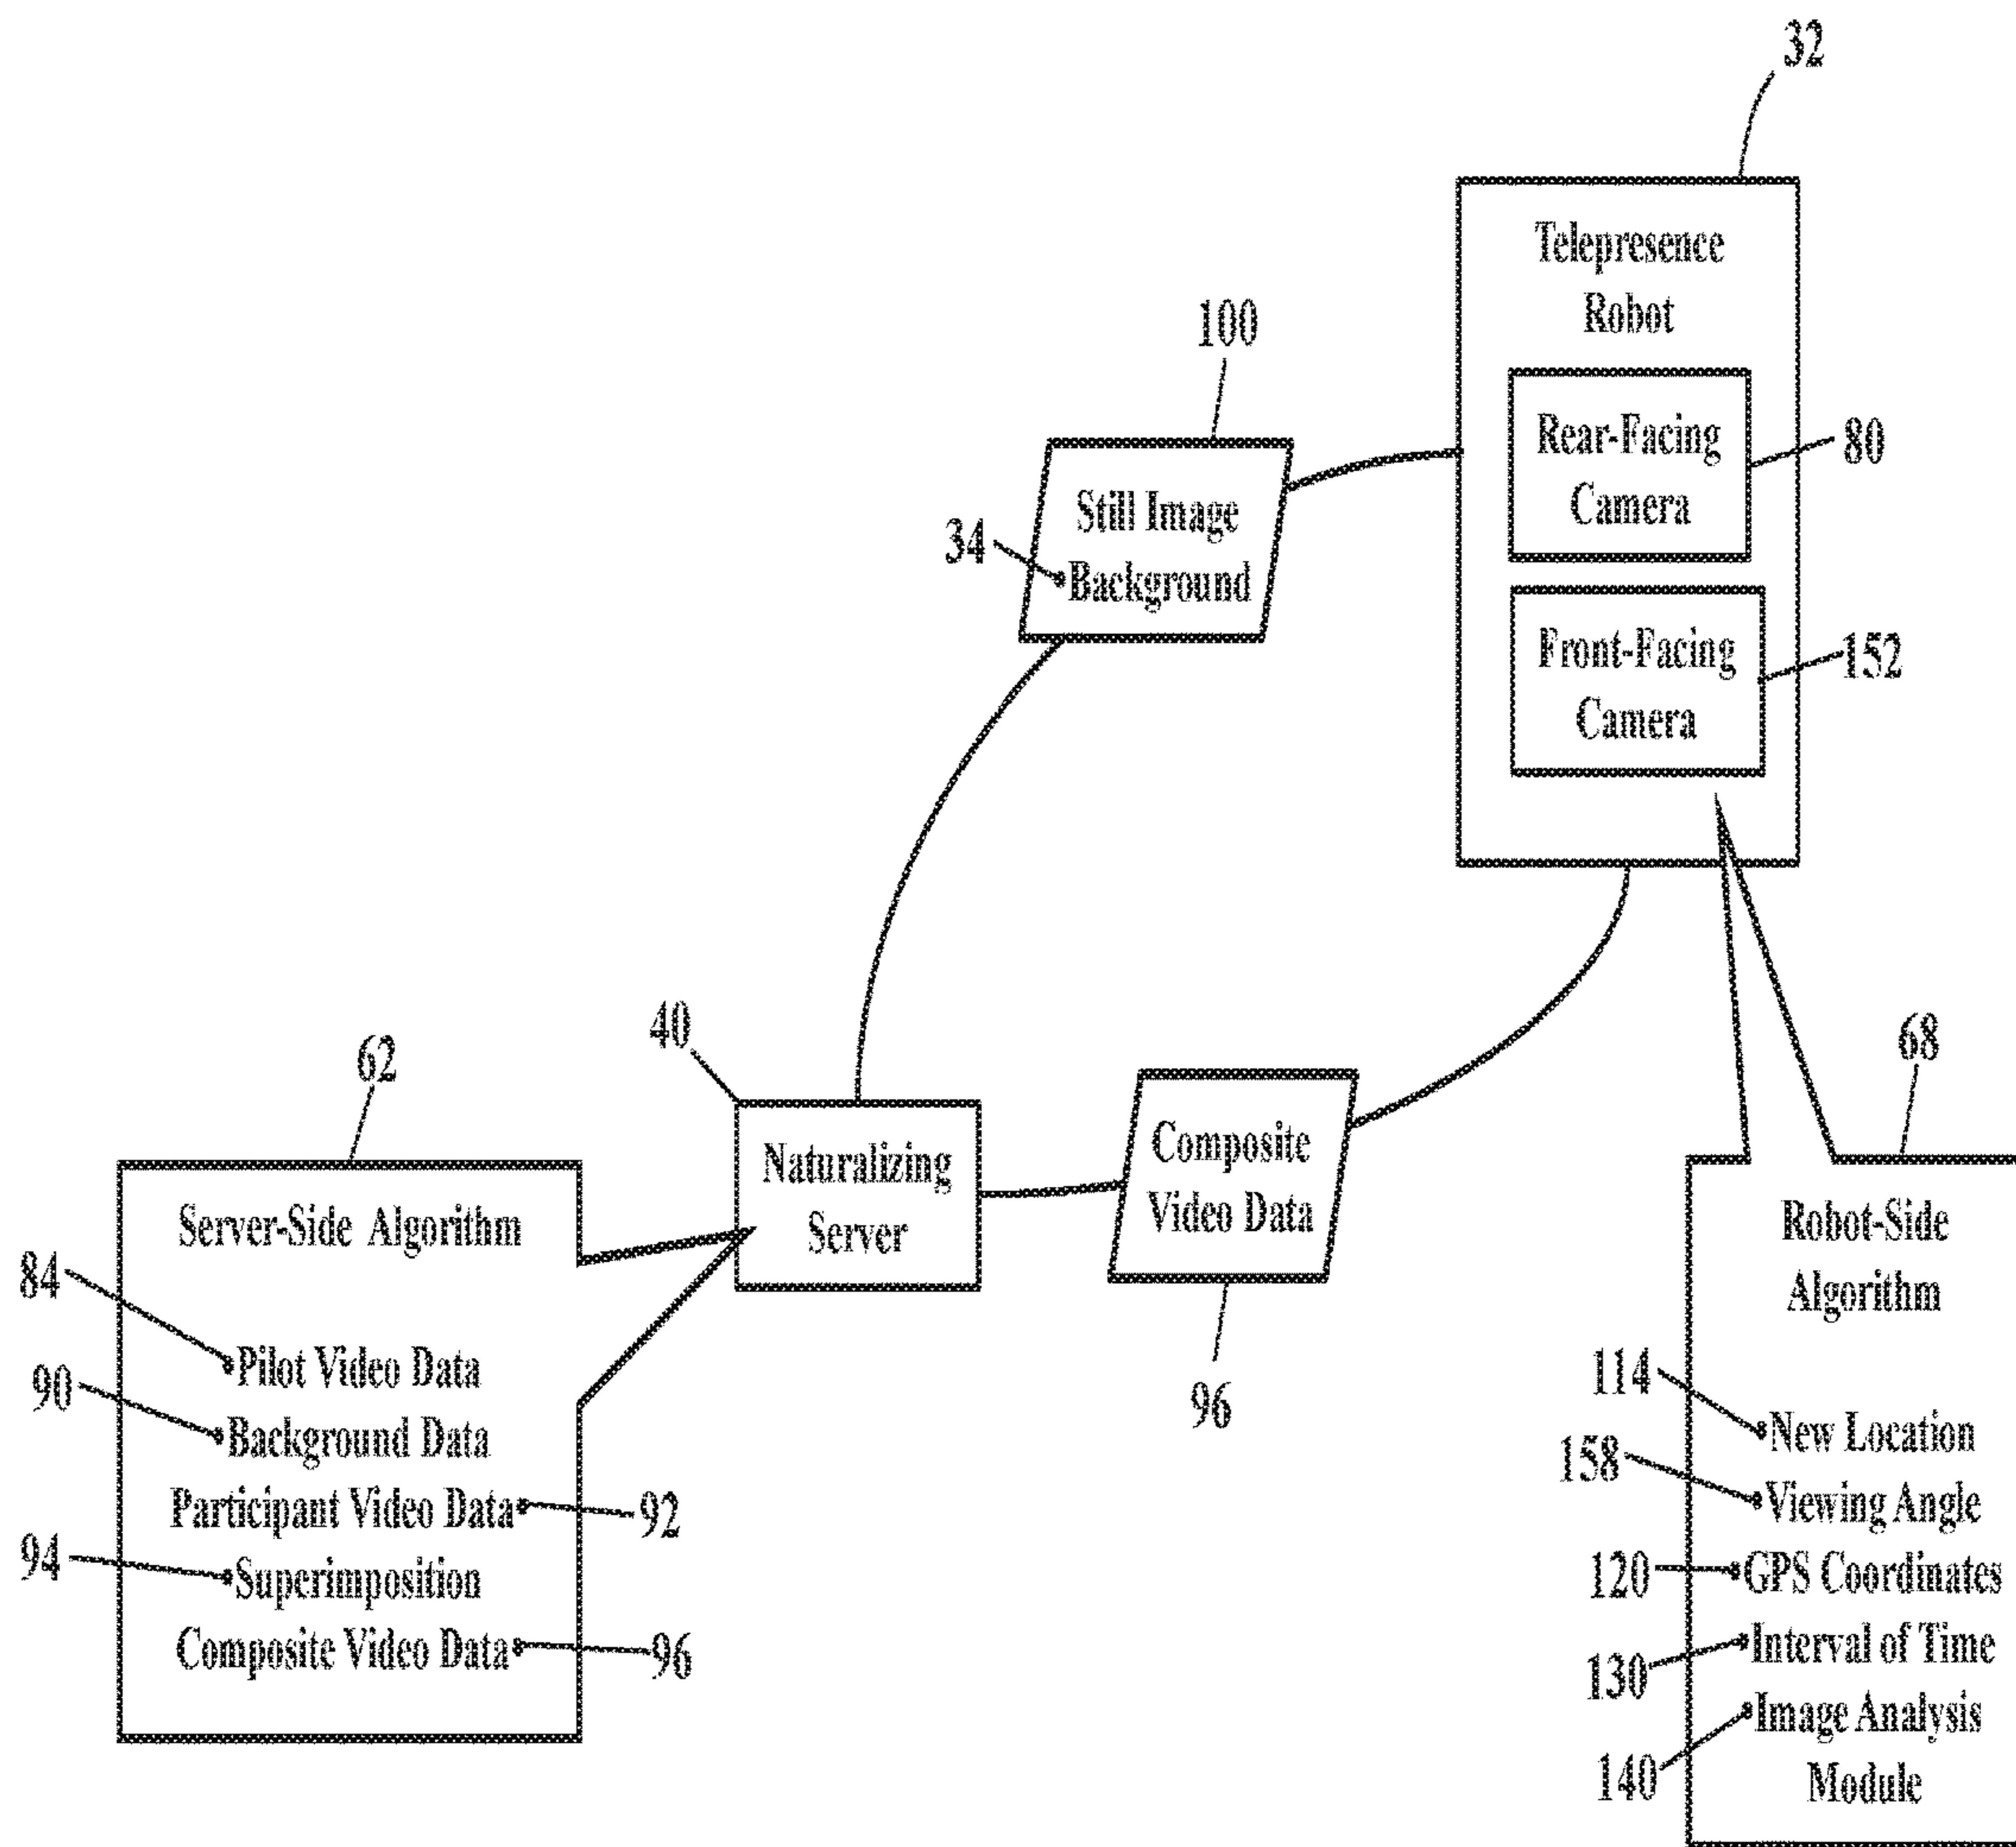 32
Telepresence
Robot
100
Rear-Facing
Camera
80
Still Image
34
Background
Front-Facing
Camera
152
40
62
68
Naturalizing
Server
Composite
Video Data
96
Server-Side Algorithm
84
Pilot Video Data
90
Background Data
Participant Video Data
92
94
Superimposition
Composite Video Data
96
Robot-Side
Algorithm
114
New Location
158
Viewing Angle
120
GPS Coordinates
130
Interval of Time
140
Image Analysis
Module